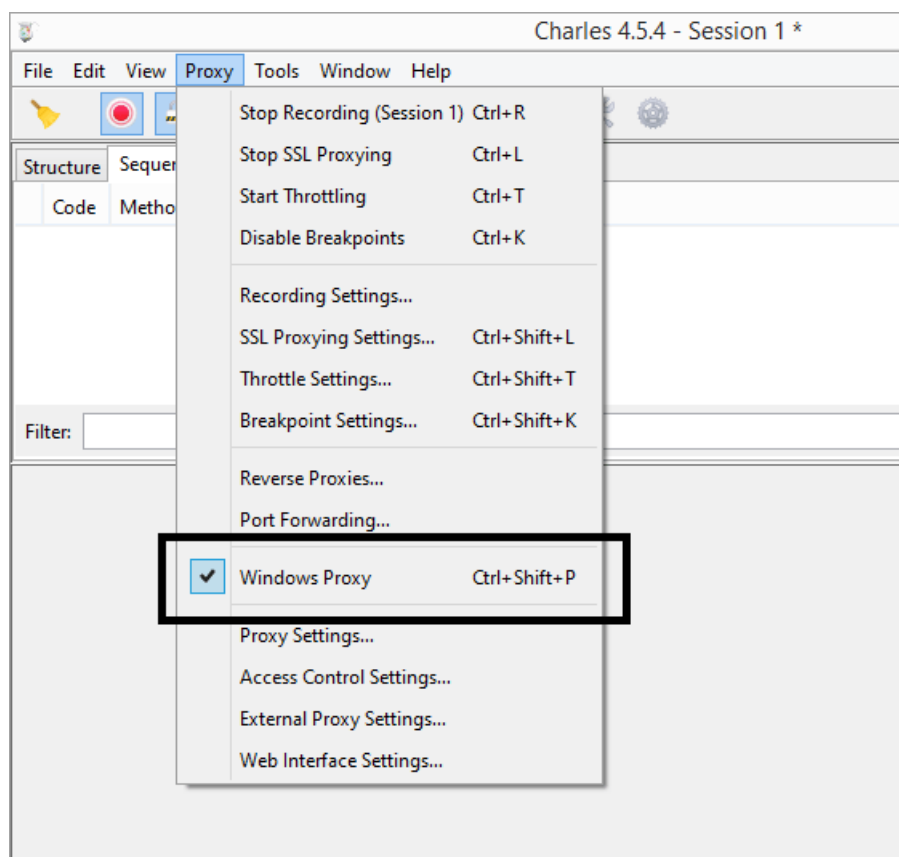 Charles 4.5.4 - Session 1 *
File Edit View Proxy Tools Window Help
Stop Recording (Session 1) Ctrl+R
Structure
Stop SSL Proxying Ctrl+L
Code
Start Throttling Ctrl+T
Disable Breakpoints Ctrl+K
Recording Settings...
SSL Proxying Settings... Ctrl+Shift+L
Throttle Settings... Ctrl+Shift+T
Filter:
Breakpoint Settings... Ctrl+Shift+K
Reverse Proxies...
Port Forwarding...
Windows Proxy Ctrl+Shift+P
Proxy Settings...
Access Control Settings...
External Proxy Settings...
Web Interface Settings...